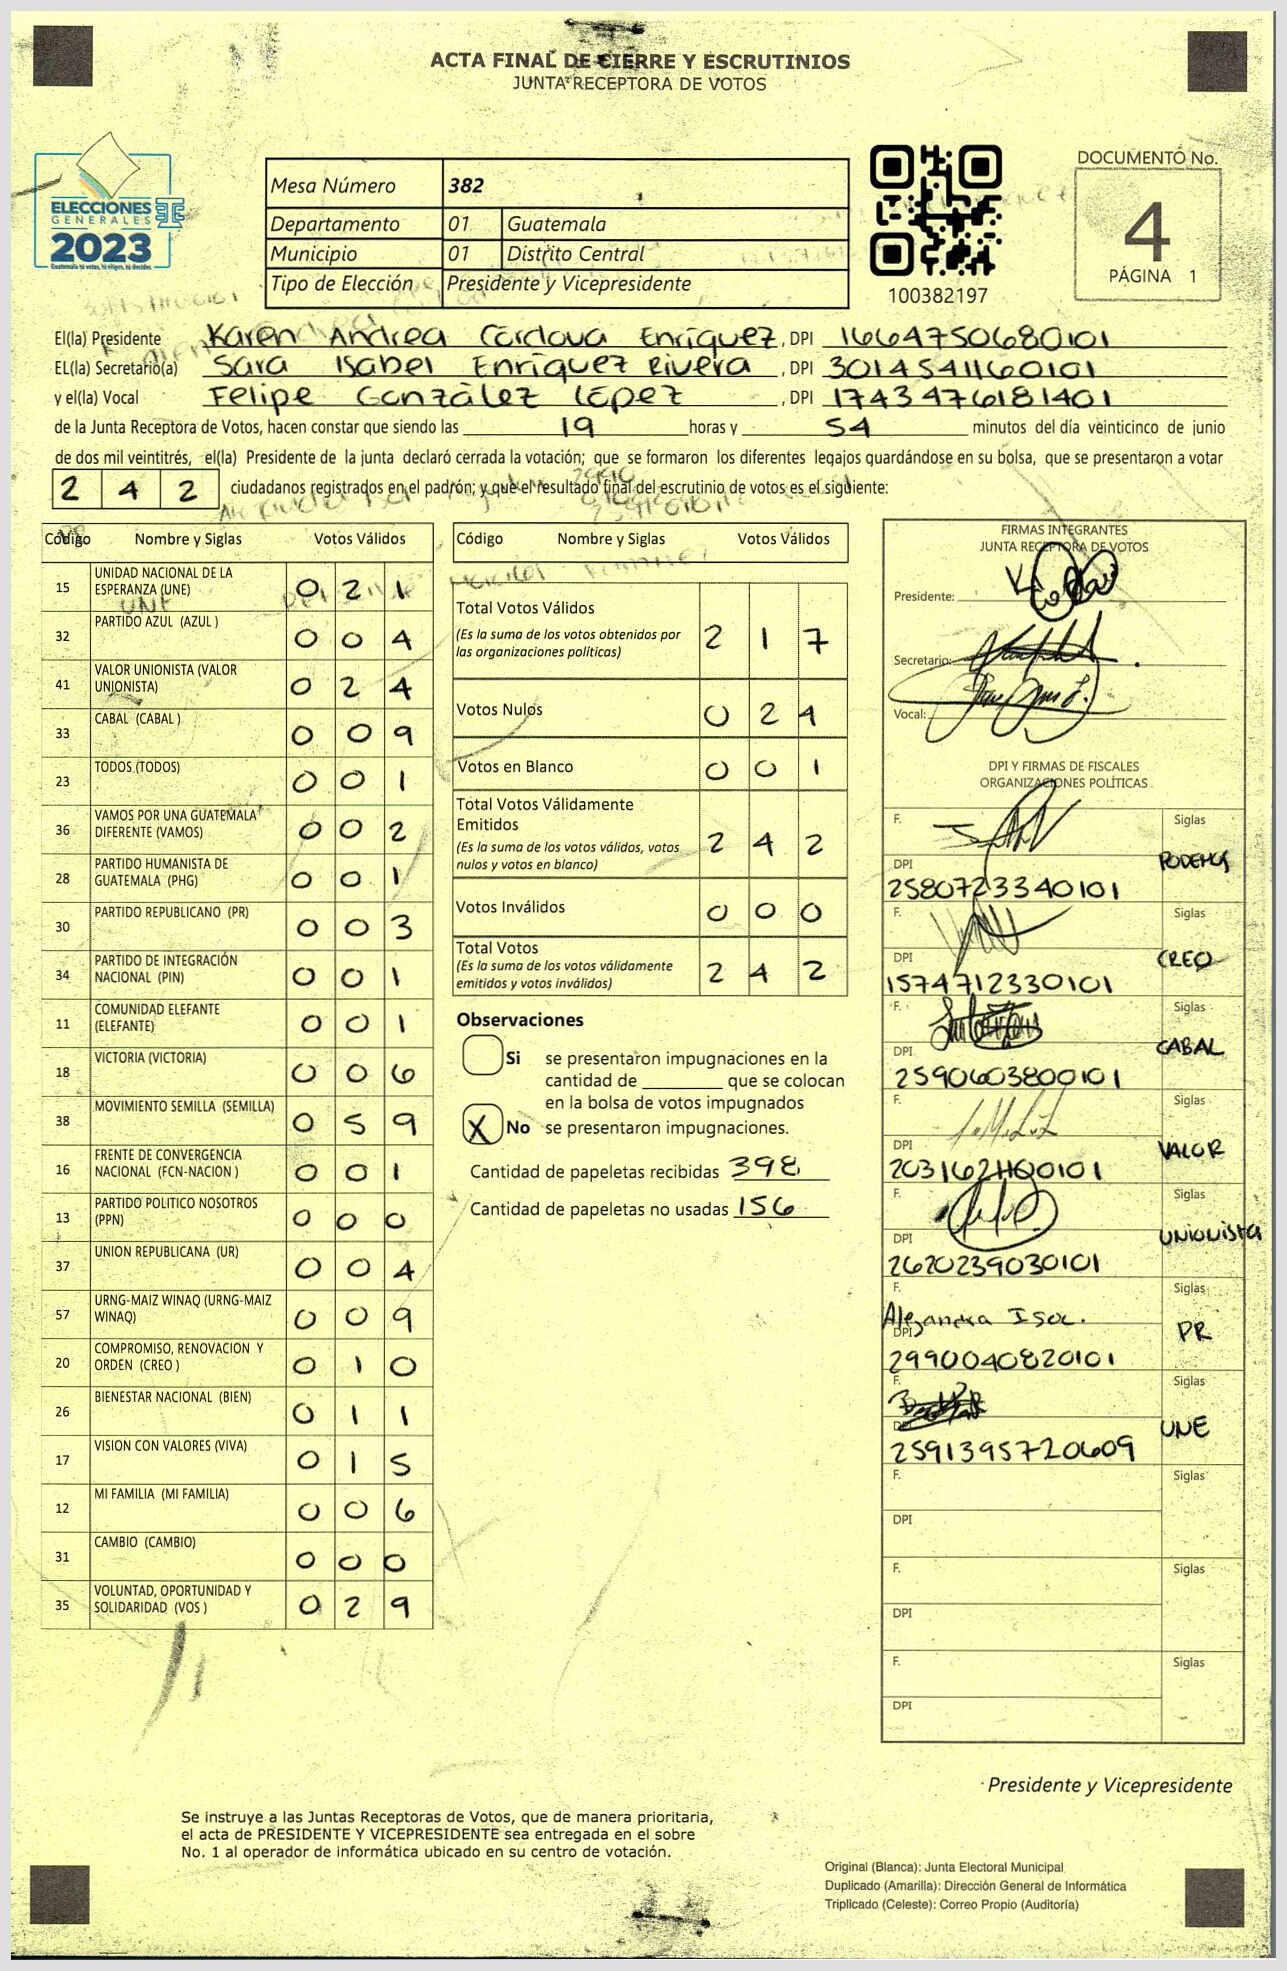 ACTA FINAL DE CIERRE Y ESCRUTINIOS
JUNTA RECEPTORA DE VOTOS
ELECCIONES
GENERALES
2023
Guatemala tú votas, tú eliges, tú decides
Mesa Número 382
Departamento 01 Guatemala
Municipio 01 Distrito Central
Tipo de Elección Presidente y Vicepresidente
100382197
DOCUMENTO No.
4
PÁGINA 1
El(la) Presidente Karen Andrea Córdova Enríquez, DPI 1664750680101
EL(la) Secretario(a) Sara Isabel Enríquez Rivera, DPI 3014541160101
y el(la) Vocal Felipe González López, DPI 1743476181401
de la Junta Receptora de Votos, hacen constar que siendo las 19 horas y 54 minutos del día veinticinco de junio
de dos mil veintitrés, el(la) Presidente de la junta declaró cerrada la votación; que se formaron los diferentes legajos guardándose en su bolsa, que se presentaron a votar
2 4 2 ciudadanos registrados en el padrón; y que el resultado final del escrutinio de votos es el siguiente:
Código Nombre y Siglas Votos Válidos
15 UNIDAD NACIONAL DE LA ESPERANZA (UNE) 0 2 1
32 PARTIDO AZUL (AZUL ) 0 0 4
41 VALOR UNIONISTA (VALOR UNIONISTA) 0 2 4
33 CABAL (CABAL ) 0 0 9
23 TODOS (TODOS) 0 0 1
36 VAMOS POR UNA GUATEMALA DIFERENTE (VAMOS) 0 0 2
28 PARTIDO HUMANISTA DE GUATEMALA (PHG) 0 0 1
30 PARTIDO REPUBLICANO (PR) 0 0 3
34 PARTIDO DE INTEGRACIÓN NACIONAL (PIN) 0 0 1
11 COMUNIDAD ELEFANTE (ELEFANTE) 0 0 1
18 VICTORIA (VICTORIA) 0 0 6
38 MOVIMIENTO SEMILLA (SEMILLA) 0 5 9
16 FRENTE DE CONVERGENCIA NACIONAL (FCN-NACION ) 0 0 1
13 PARTIDO POLITICO NOSOTROS (PPN) 0 0 0
37 UNION REPUBLICANA (UR) 0 0 4
57 URNG-MAIZ WINAQ (URNG-MAIZ WINAQ) 0 0 9
20 COMPROMISO, RENOVACION Y ORDEN (CREO ) 0 1 0
26 BIENESTAR NACIONAL (BIEN) 0 1 1
17 VISION CON VALORES (VIVA) 0 1 5
12 MI FAMILIA (MI FAMILIA) 0 0 6
31 CAMBIO (CAMBIO) 0 0 0
35 VOLUNTAD, OPORTUNIDAD Y SOLIDARIDAD (VOS ) 0 2 9
Código Nombre y Siglas Votos Válidos
Total Votos Válidos 2 1 7
(Es la suma de los votos obtenidos por
las organizaciones políticas)
Votos Nulos 0 2 4
Votos en Blanco 0 0 1
Total Votos Válidamente
Emitidos 2 4 2
(Es la suma de los votos válidos, votos
nulos y votos en blanco)
Votos Inválidos 0 0 0
Total Votos 2 4 2
(Es la suma de los votos válidamente
emitidos y votos inválidos)
Observaciones
Si se presentaron impugnaciones en la
cantidad de ________ que se colocan
en la bolsa de votos impugnados
X No se presentaron impugnaciones.
Cantidad de papeletas recibidas 398
Cantidad de papeletas no usadas 156
FIRMAS INTEGRANTES
JUNTA RECEPTORA DE VOTOS
Presidente:
Secretario:
Vocal:
DPI Y FIRMAS DE FISCALES
ORGANIZACIONES POLÍTICAS
F. Siglas
PODEMOS
DPI
2580723340101
F. Siglas
CREO
DPI
1574712330101
F. Siglas
CABAL
DPI
2590603800101
F. Siglas
VALOR
DPI
F. Siglas
UNIONISTA
DPI
2620239030101
F. Siglas
Alejandra
PR
DPI
2990040820101
F. Siglas
UNE
DPI
2591395720609
F. Siglas
DPI
F. Siglas
DPI
F. Siglas
DPI
Presidente y Vicepresidente
Se instruye a las Juntas Receptoras de Votos, que de manera prioritaria,
el acta de PRESIDENTE Y VICEPRESIDENTE sea entregada en el sobre
No. 1 al operador de informática ubicado en su centro de votación.
Original (Blanca): Junta Electoral Municipal
Duplicado (Amarilla): Dirección General de Informática
Triplicado (Celeste): Correo Propio (Auditoría)